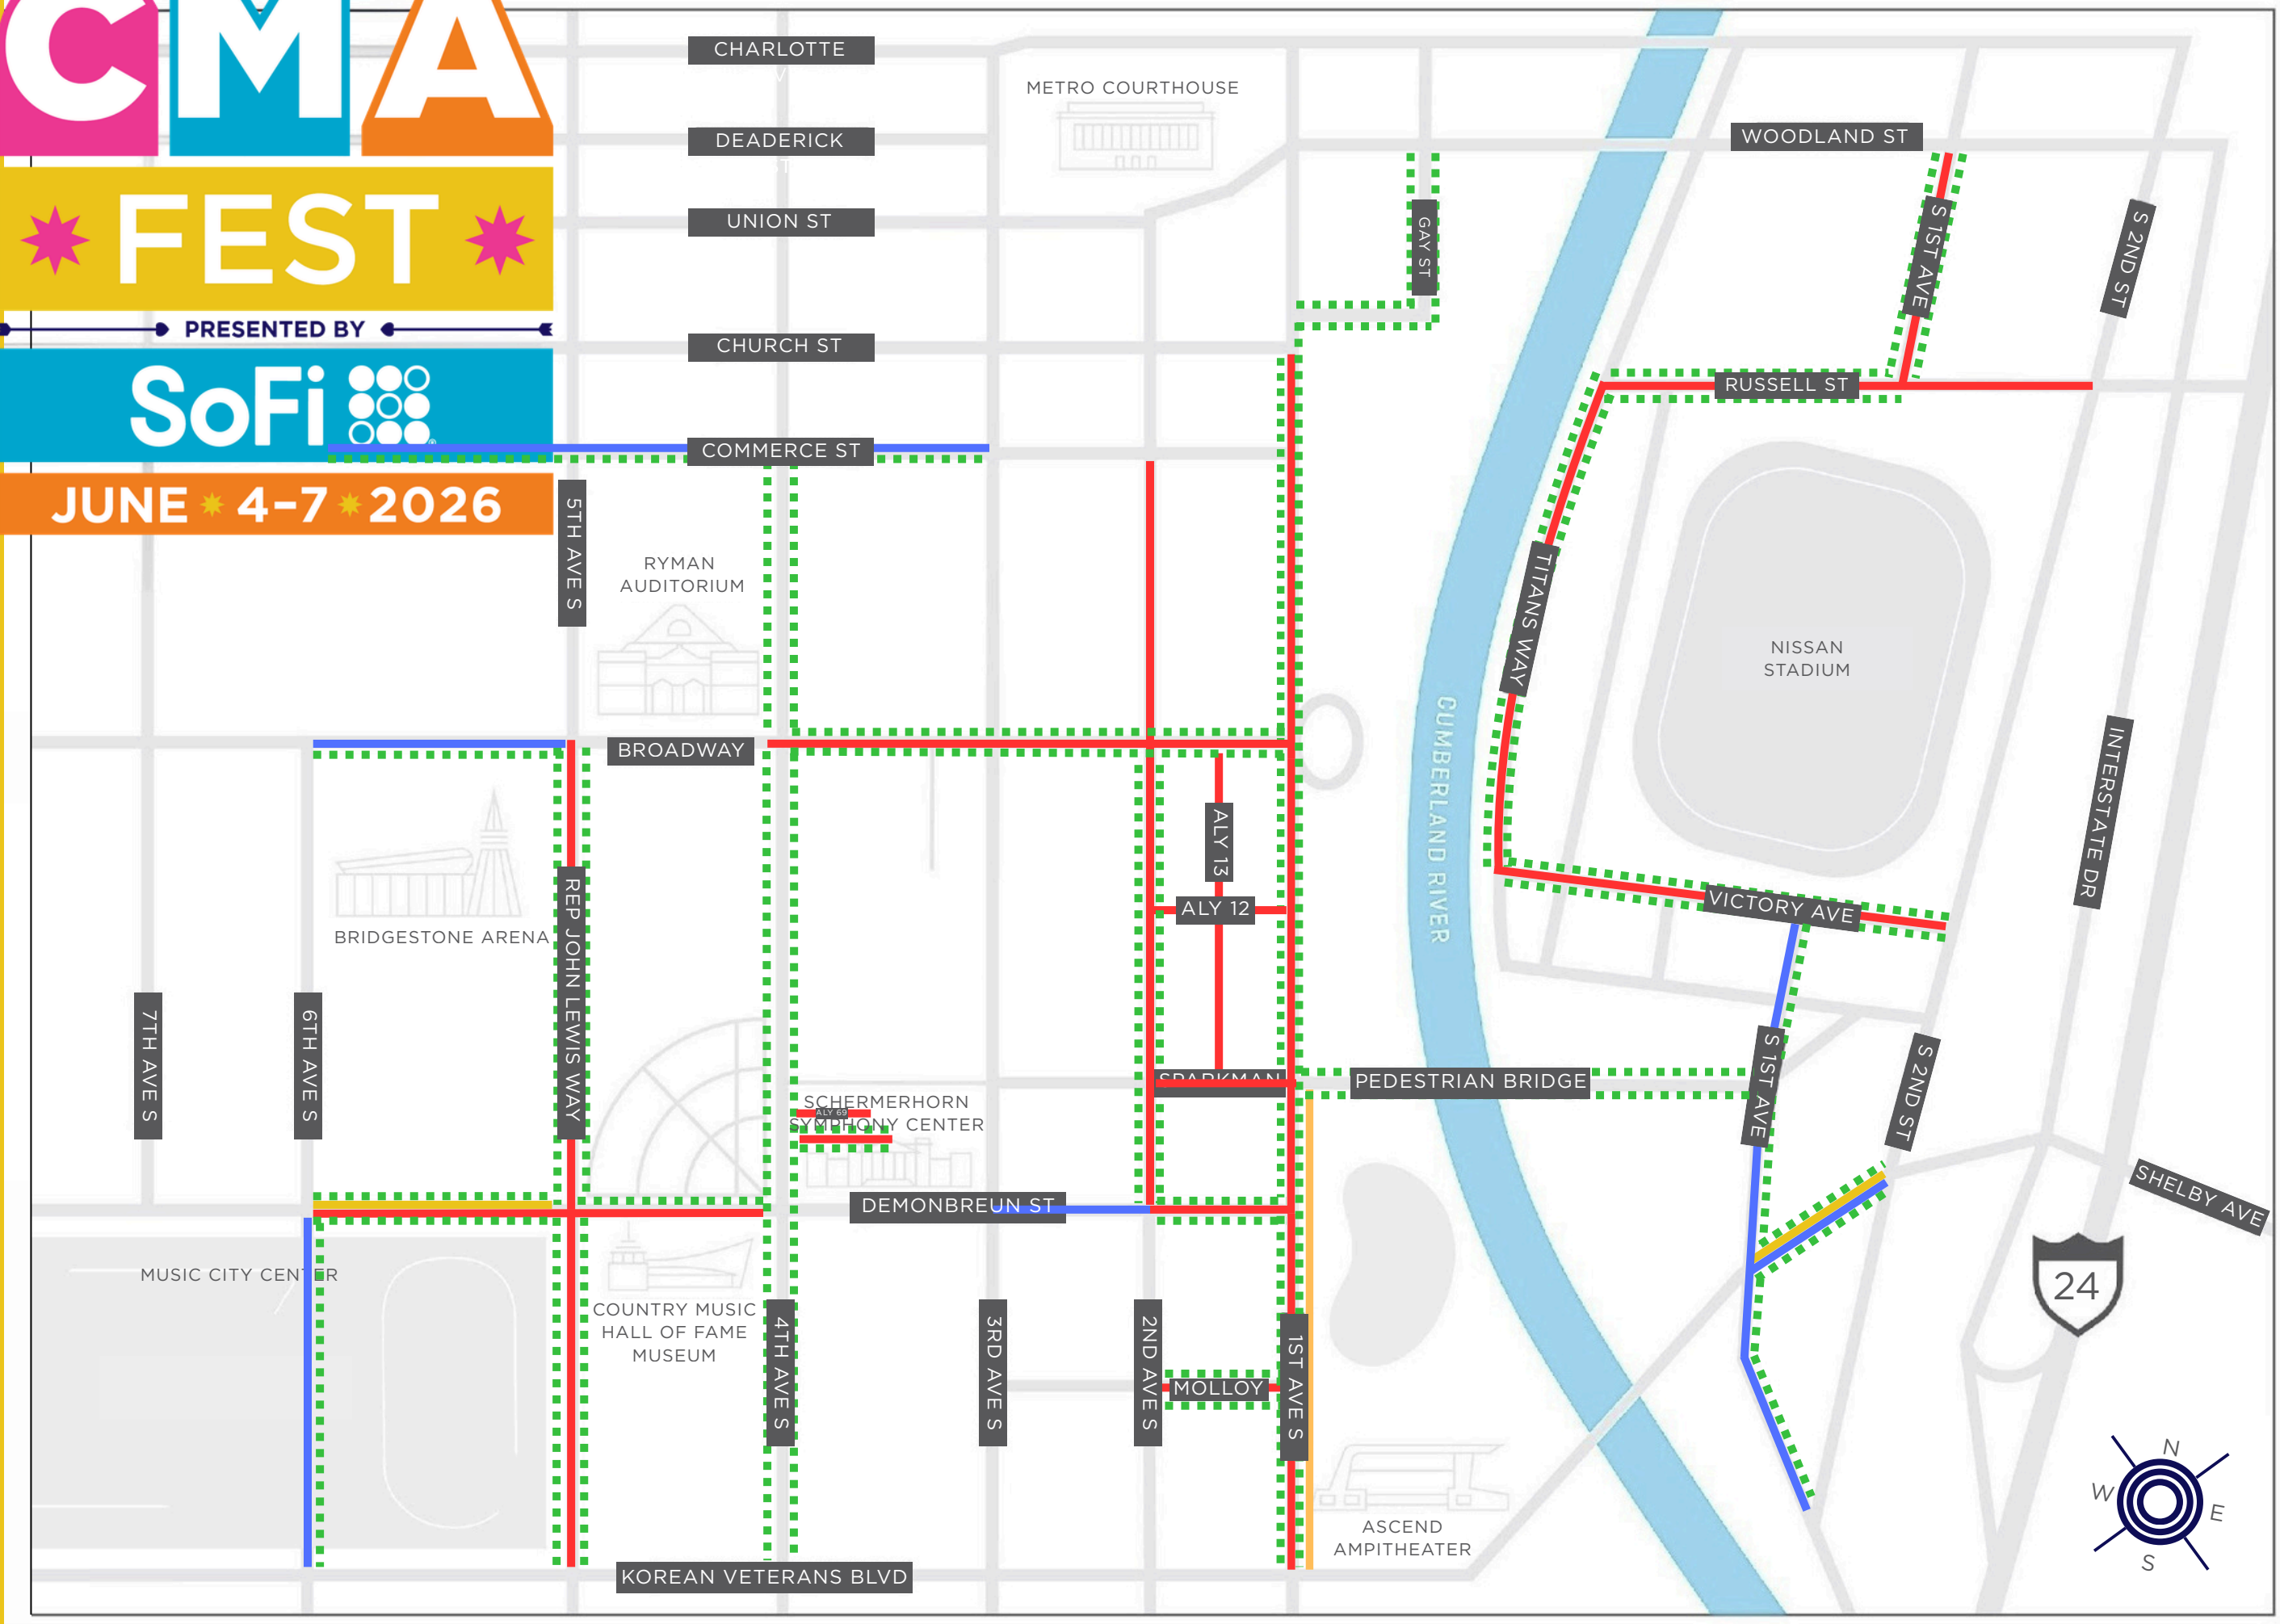 CMA
FEST
PRESENTED BY
SoFi
JUNE 4-7 2026
CHARLOTTE
DEADERICK
UNION ST
CHURCH ST
COMMERCE ST
METRO COURTHOUSE
WOODLAND ST
GAY ST
S 1ST AVE
S 2ND ST
RUSSELL ST
5TH AVE S
RYMAN
AUDITORIUM
TITANS WAY
NISSAN
STADIUM
BROADWAY
CUMBERLAND RIVER
INTERSTATE DR
ALY 13
ALY 12
VICTORY AVE
BRIDGESTONE ARENA
REP JOHN LEWIS WAY
7TH AVE S
6TH AVE S
SPARKMAN
PEDESTRIAN BRIDGE
S 1ST AVE
S 2ND ST
SCHERMERHORN
ALY 69
SYMPHONY CENTER
DEMONBREUN ST
SHELBY AVE
MUSIC CITY CENTER
COUNTRY MUSIC
HALL OF FAME
MUSEUM
4TH AVE S
3RD AVE S
2ND AVE S
MOLLOY
1ST AVE S
24
ASCEND
AMPITHEATER
KOREAN VETERANS BLVD
N
W
E
S